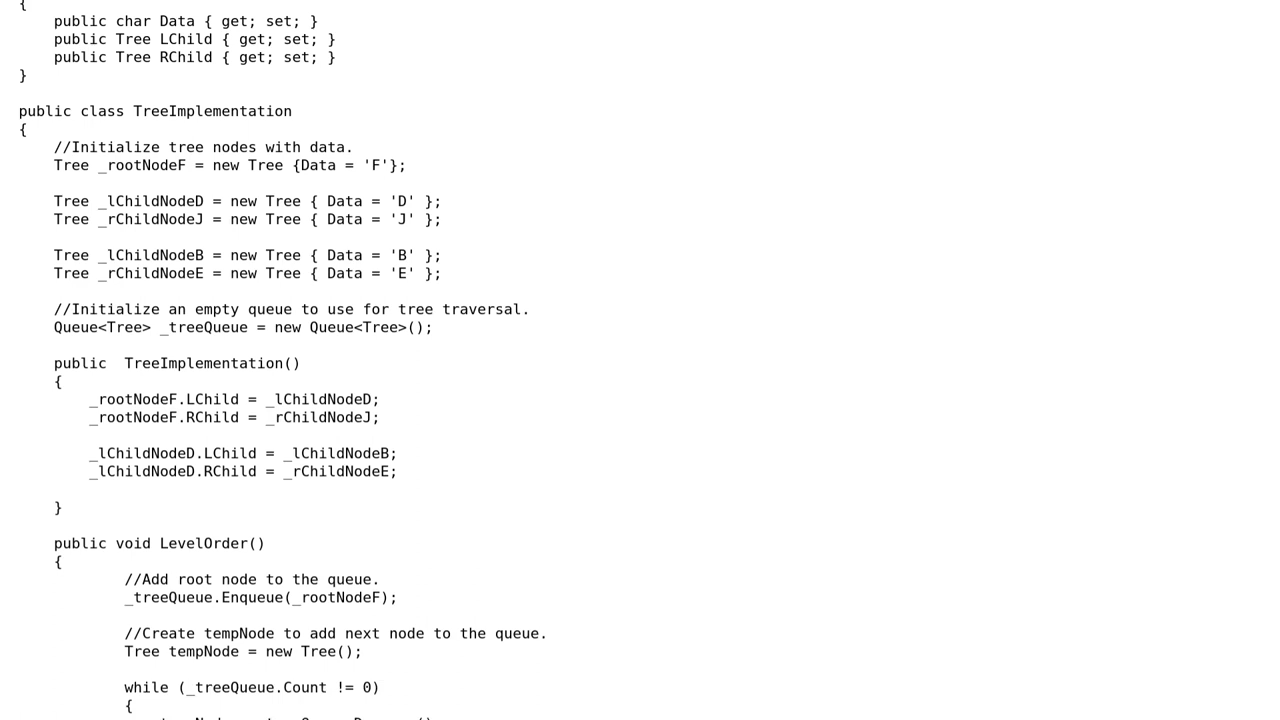 {
    public char Data { get; set; }
    public Tree LChild { get; set; }
    public Tree RChild { get; set; }
}

public class TreeImplementation
{
    //Initialize tree nodes with data.
    Tree _rootNodeF = new Tree {Data = 'F'};

    Tree _lChildNodeD = new Tree { Data = 'D' };
    Tree _rChildNodeJ = new Tree { Data = 'J' };

    Tree _lChildNodeB = new Tree { Data = 'B' };
    Tree _rChildNodeE = new Tree { Data = 'E' };

    //Initialize an empty queue to use for tree traversal.
    Queue<Tree> _treeQueue = new Queue<Tree>();

    public  TreeImplementation()
    {
        _rootNodeF.LChild = _lChildNodeD;
        _rootNodeF.RChild = _rChildNodeJ;

        _lChildNodeD.LChild = _lChildNodeB;
        _lChildNodeD.RChild = _rChildNodeE;

    }

    public void LevelOrder()
    {
            //Add root node to the queue.
            _treeQueue.Enqueue(_rootNodeF);

            //Create tempNode to add next node to the queue.
            Tree tempNode = new Tree();

            while (_treeQueue.Count != 0)
            {